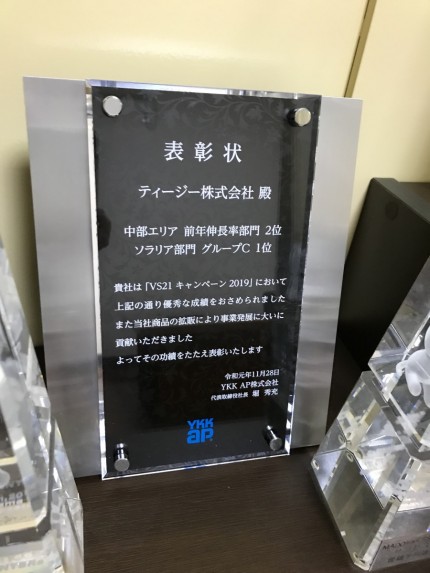 表彰状
ティージー株式会社 殿
中部エリア 前年伸長率部門 2位
ソラリア部門 グループC 1位
貴社は「VS21 キャンペーン 2019」において
上記の通り優秀な成績をおさめられました
また当社商品の拡販により事業発展に大いに
貢献いただきました
よってその功績をたたえ表彰いたします
令和元年11月28日
YKK AP株式会社
代表取締役社長 堀 秀充
YKK
AP